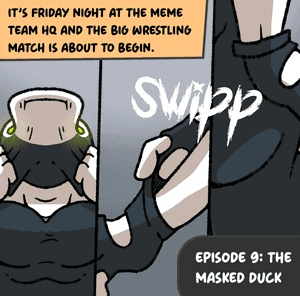 IT'S FRIDAY NIGHT AT THE MEME
TEAM HQ AND THE BIG WRESTLING
MATCH IS ABOUT TO BEGIN.
SWIPP
EPISODE 9: THE
MASKED DUCK